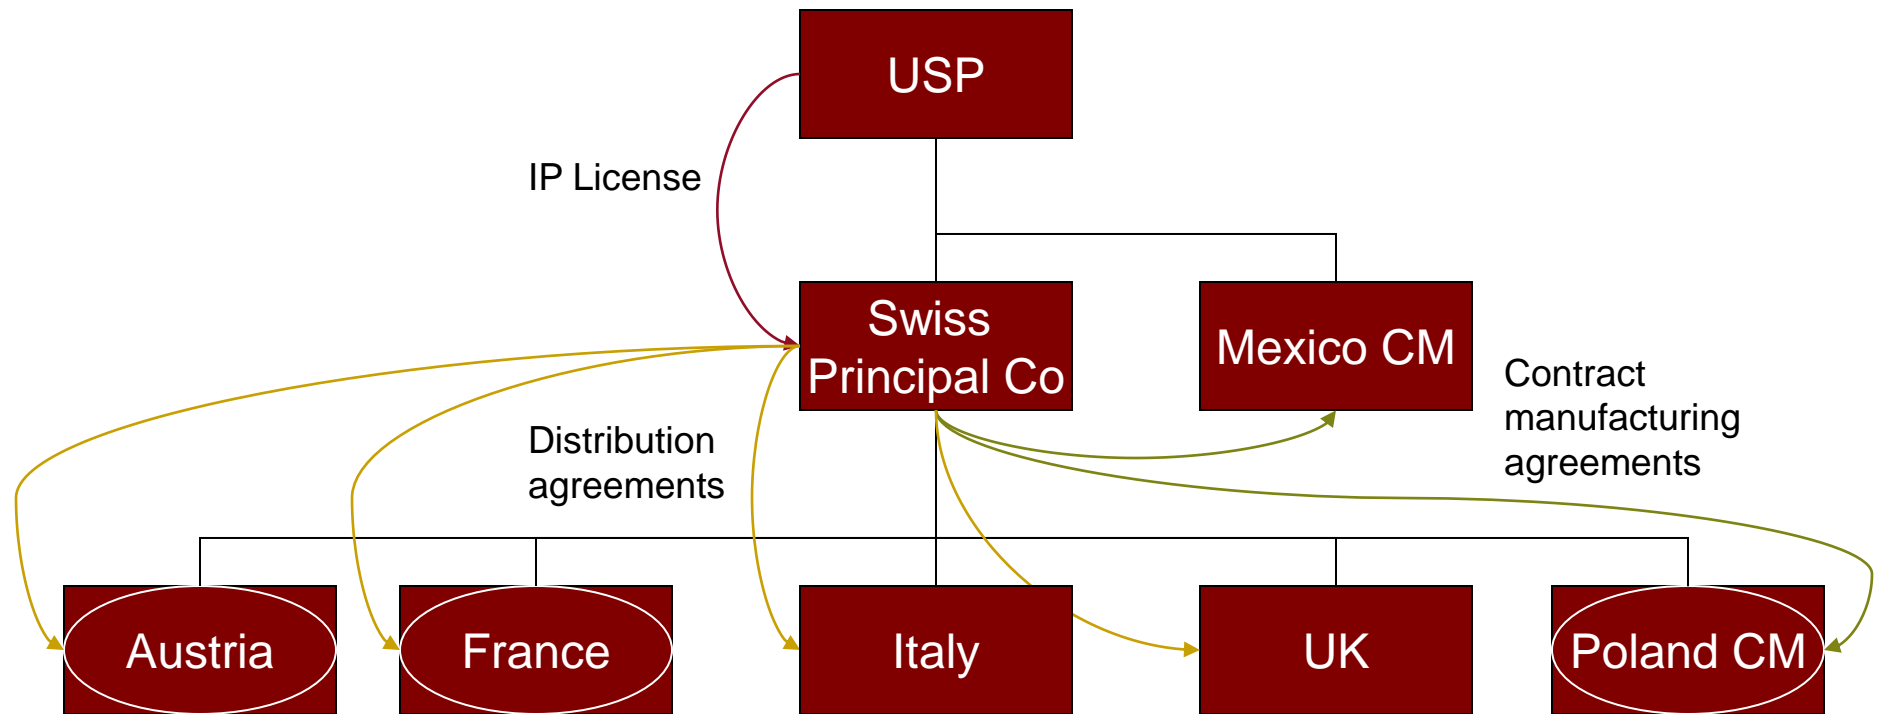 USP
IP License
Swiss
Principal Co
Mexico CM
Contract
manufacturing
agreements
Distribution
agreements
Austria
France
Italy
UK
Poland CM